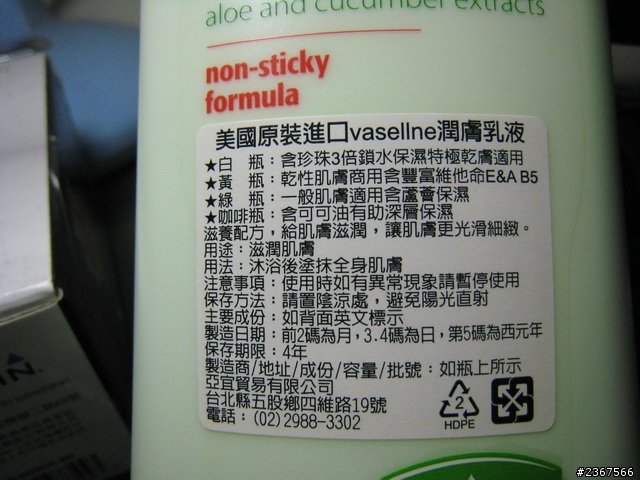 aloe and cucumber extracts
non-sticky
formula
美國原裝進口vasellne潤膚乳液
★白 瓶：含珍珠3倍鎖水保濕特極乾膚適用
★黃 瓶：乾性肌膚商用含豐富維他命E&A B5
★綠 瓶：一般肌膚適用含蘆薈保濕
★咖啡瓶：含可可油有助深層保濕
滋養配方，給肌膚滋潤，讓肌膚更光滑細緻。
用途：滋潤肌膚
用法：沐浴後塗抹全身肌膚
注意事項：使用時如有異常現象請暫停使用
保存方法：請置陰涼處，避免陽光直射
主要成份：如背面英文標示
製造日期：前2碼為月，3.4碼為日，第5碼為西元年
保存期限：4年
製造商/地址/成份/容量/批號：如瓶上所示
亞宜貿易有限公司
台北縣五股鄉四維路19號
電話：(02)2988-3302
2
HDPE
IN
#2367566